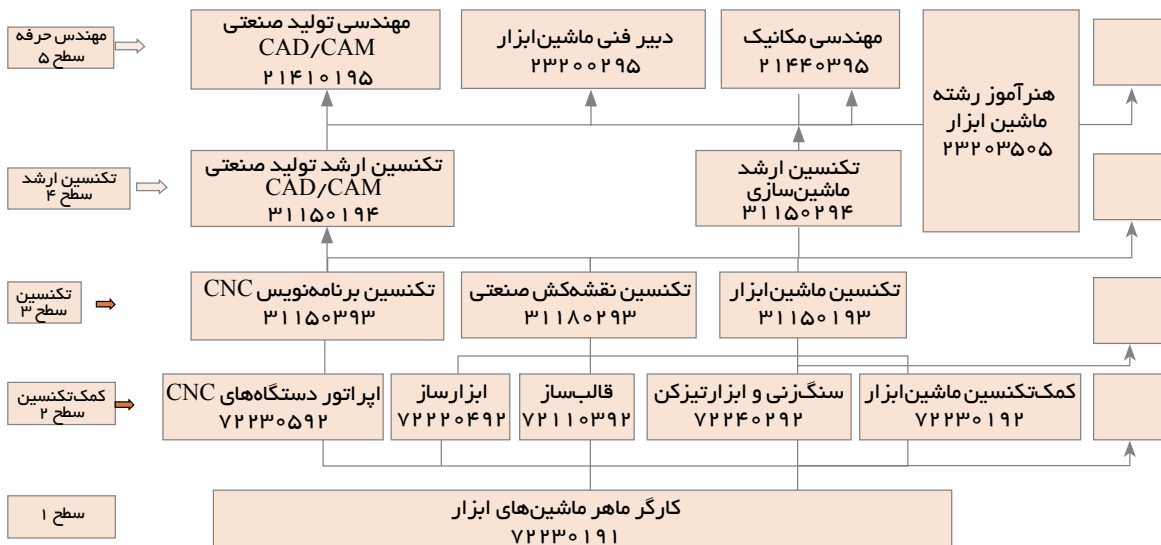 مهندس حرفه
سطح ۵
مهندسی تولید صنعتی
CAD/CAM
۲۱۴۱۰۱۹۵
دبیر فنی ماشین‌ابزار
۲۳۲۰۰۲۹۵
مهندسی مکانیک
۲۱۴۴۰۳۹۵
هنرآموز رشته
ماشین ابزار
۲۳۲۰۳۵۰۵
تکنسین ارشد
سطح ۴
تکنسین ارشد تولید صنعتی
CAD/CAM
۳۱۱۵۰۱۹۴
تکنسین ارشد
ماشین‌سازی
۳۱۱۵۰۲۹۴
تکنسین
سطح ۳
تکنسین برنامه‌نویس CNC
۳۱۱۵۰۳۹۳
تکنسین نقشه‌کش صنعتی
۳۱۱۸۰۲۹۳
تکنسین ماشین‌ابزار
۳۱۱۵۰۱۹۳
کمک‌تکنسین
سطح ۲
اپراتور دستگاه‌های CNC
۷۲۲۳۰۵۹۲
ابزارساز
۷۲۲۲۰۴۹۲
قالب‌ساز
۷۲۱۱۰۳۹۲
سنگ‌زنی و ابزارتیزکن
۷۲۲۴۰۲۹۲
کمک‌تکنسین ماشین‌ابزار
۷۲۲۳۰۱۹۲
سطح ۱
کارگر ماهر ماشین‌های ابزار
۷۲۲۳۰۱۹۱